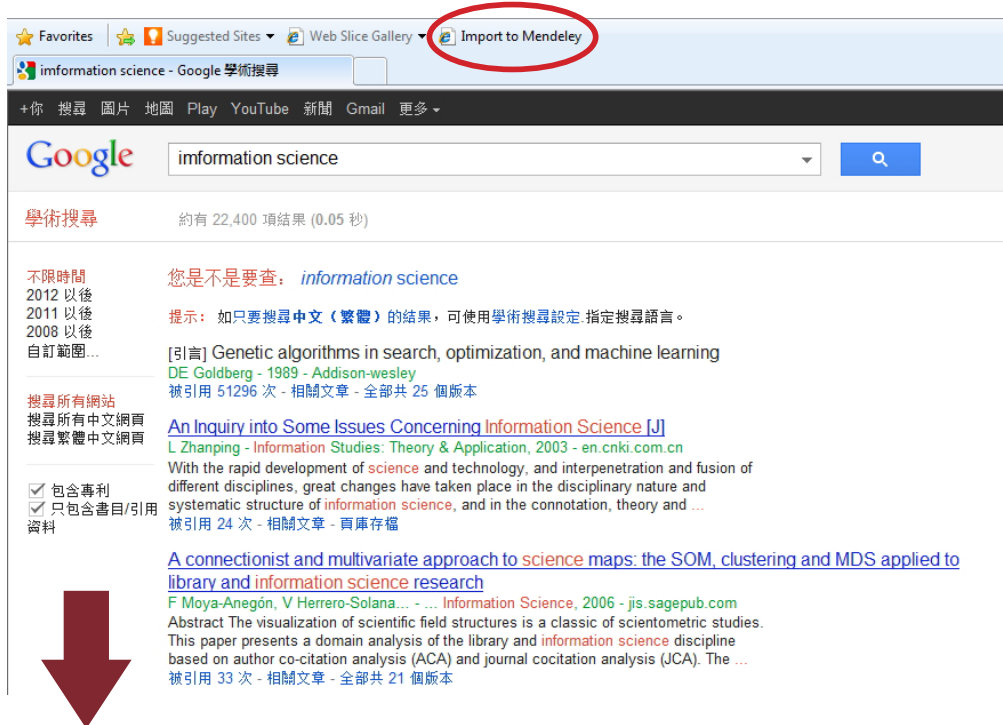 Favorites Suggested Sites Web Slice Gallery Import to Mendeley
imformation science - Google 學術搜尋
+你 搜尋 圖片 地圖 Play YouTube 新聞 Gmail 更多
Google imformation science
學術搜尋 約有 22,400 項結果 (0.05 秒)
不限時間
2012 以後
2011 以後
2008 以後
自訂範圍...
搜尋所有網站
搜尋所有中文網頁
搜尋繁體中文網頁
包含專利
只包含書目/引用
資料
您是不是要查： information science
提示： 如只要搜尋中文（繁體）的結果，可使用學術搜尋設定.指定搜尋語言。
[引言] Genetic algorithms in search, optimization, and machine learning
DE Goldberg - 1989 - Addison-wesley
被引用 51296 次 - 相關文章 - 全部共 25 個版本
An Inquiry into Some Issues Concerning Information Science [J]
L Zhanping - Information Studies: Theory & Application, 2003 - en.cnki.com.cn
With the rapid development of science and technology, and interpenetration and fusion of
different disciplines, great changes have taken place in the disciplinary nature and
systematic structure of information science, and in the connotation, theory and ...
被引用 24 次 - 相關文章 - 頁庫存檔
A connectionist and multivariate approach to science maps: the SOM, clustering and MDS applied to
library and information science research
F Moya-Anegón, V Herrero-Solana... - ... Information Science, 2006 - jis.sagepub.com
Abstract The visualization of scientific field structures is a classic of scientometric studies.
This paper presents a domain analysis of the library and information science discipline
based on author co-citation analysis (ACA) and journal cocitation analysis (JCA). The ...
被引用 33 次 - 相關文章 - 全部共 21 個版本